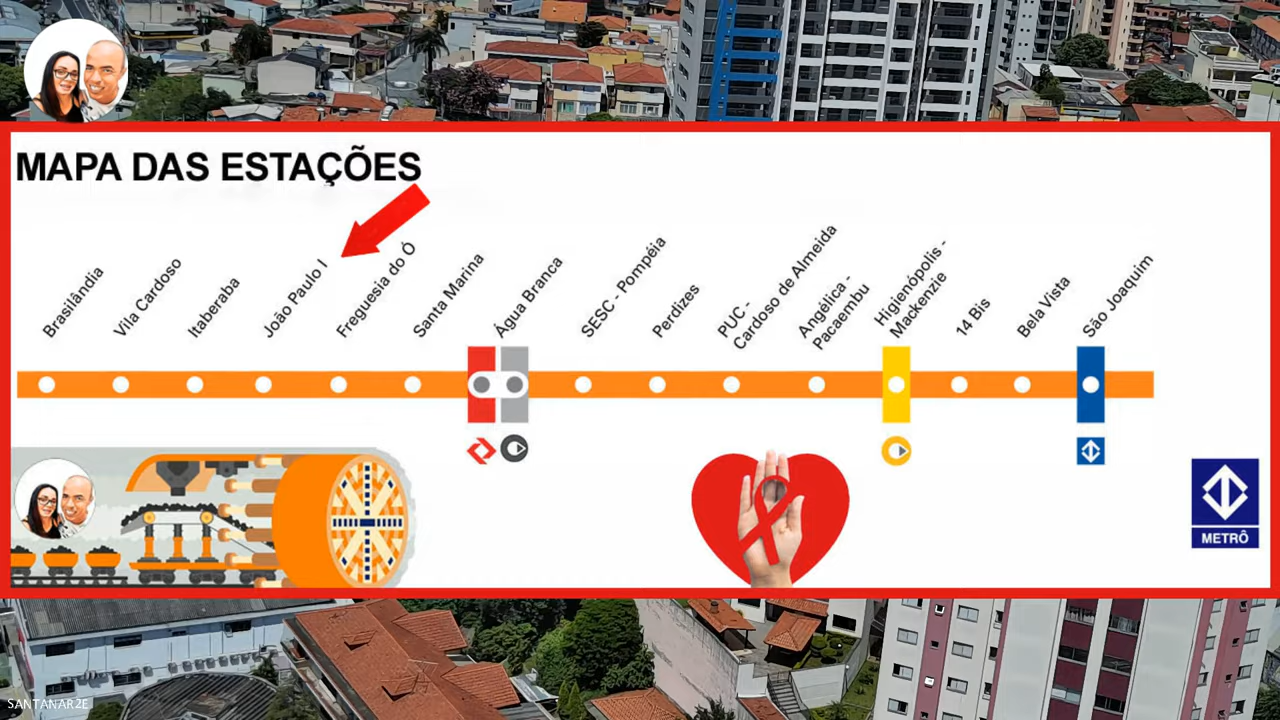 MAPA DAS ESTAÇÕES
Brasilândia
Vila Cardoso
Itaberaba
João Paulo I
Freguesia do Ó
Santa Marina
Água Branca
SESC - Pompéia
Perdizes
PUC -
Cardoso de Almeida
Angélica -
Pacaembu
Higienópolis -
Mackenzie
14 Bis
Bela Vista
São Joaquim
METRÔ
SANTANAR2E